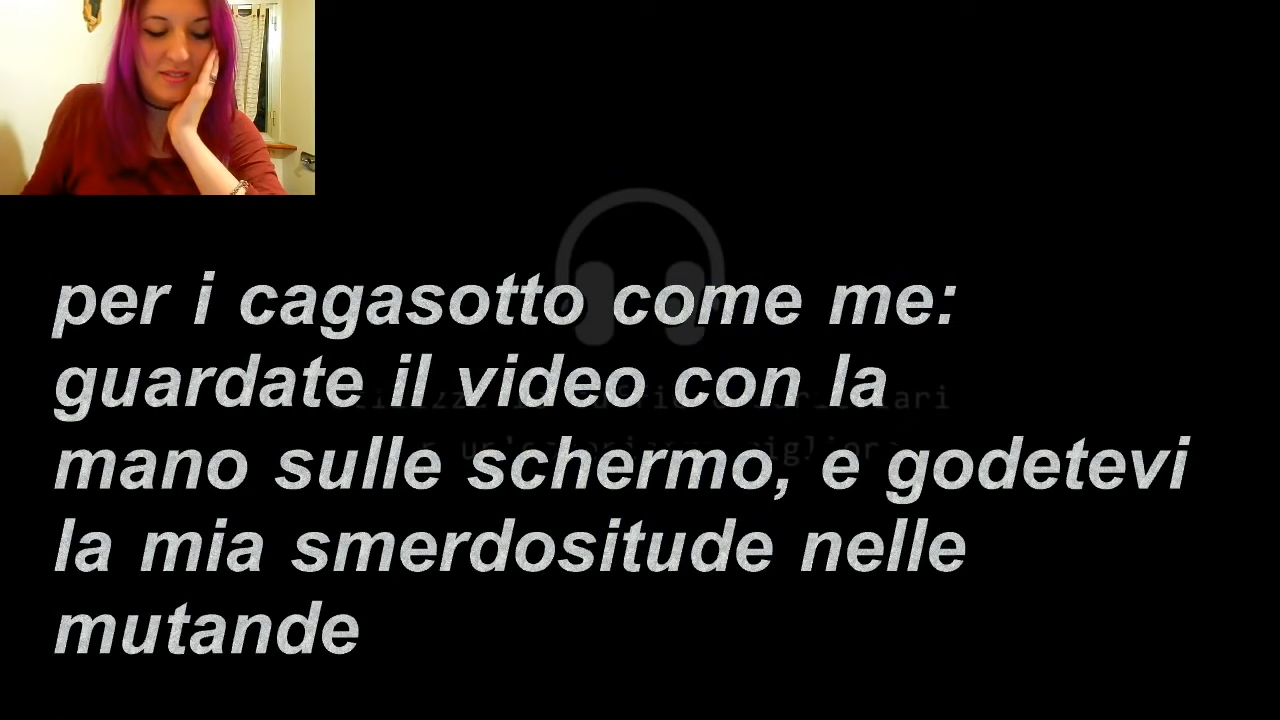 per i cagasotto come me:
guardate il video con la
mano sulle schermo, e godetevi
la mia smerdositude nelle
mutande